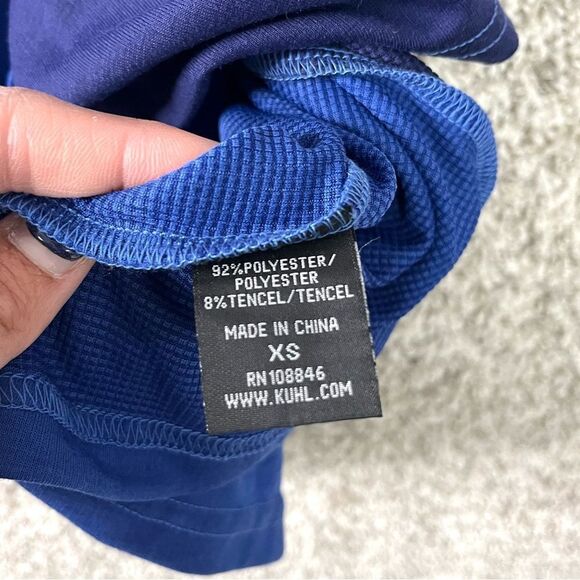 92%POLYESTER/
POLYESTER
8%TENCEL/TENCEL
MADE IN CHINA
XS
RN108846
WWW.KUHL.COM